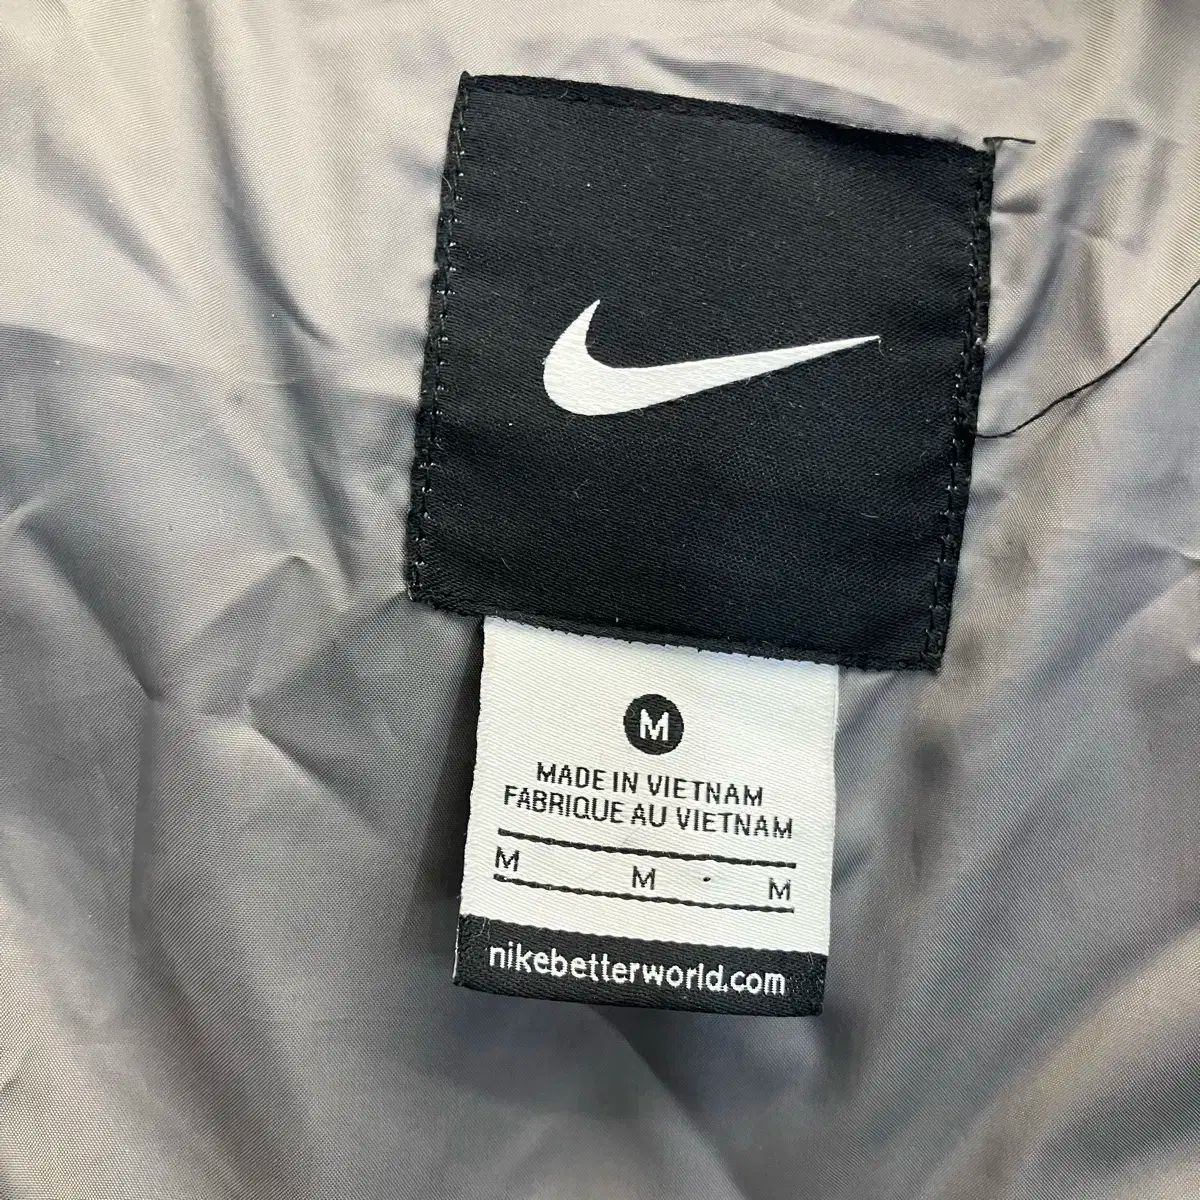 M
MADE IN VIETNAM
FABRIQUE AU VIETNAM
M M M
nikebetterworld.com